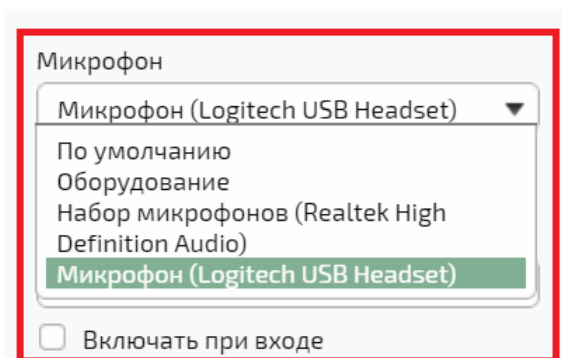 Микрофон
Микрофон (Logitech USB Headset)
По умолчанию
Оборудование
Набор микрофонов (Realtek High
Definition Audio)
Микрофон (Logitech USB Headset)
Включать при входе